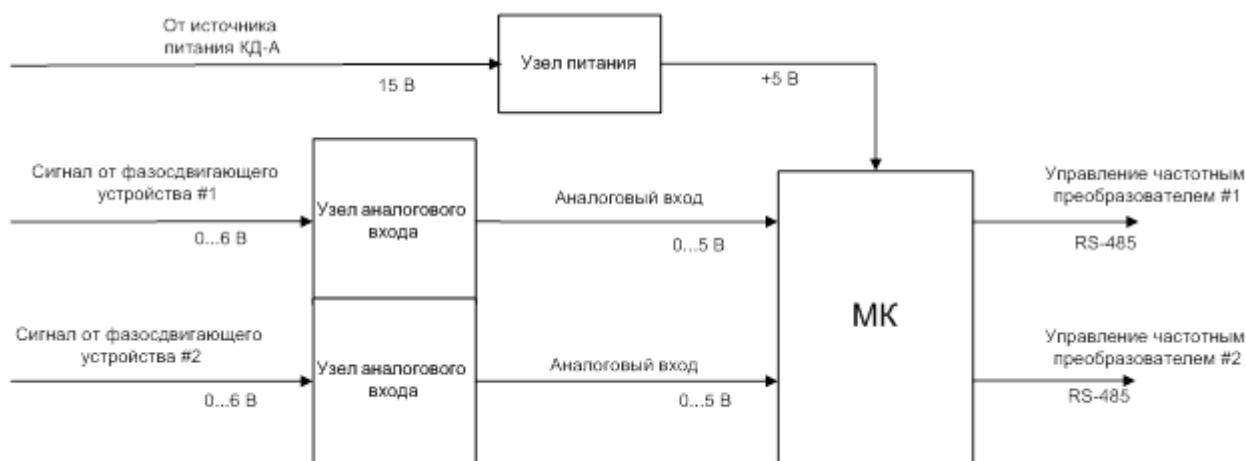 От источника
питания КД-А
15 В
Узел питания
+5 В
Сигнал от фазосдвигающего
устройства #1
0...6 В
Узел аналогового
входа
Аналоговый вход
0...5 В
МК
Управление частотным
преобразователем #1
RS-485
Сигнал от фазосдвигающего
устройства #2
0...6 В
Узел аналогового
входа
Аналоговый вход
0...5 В
Управление частотным
преобразователем #2
RS-485